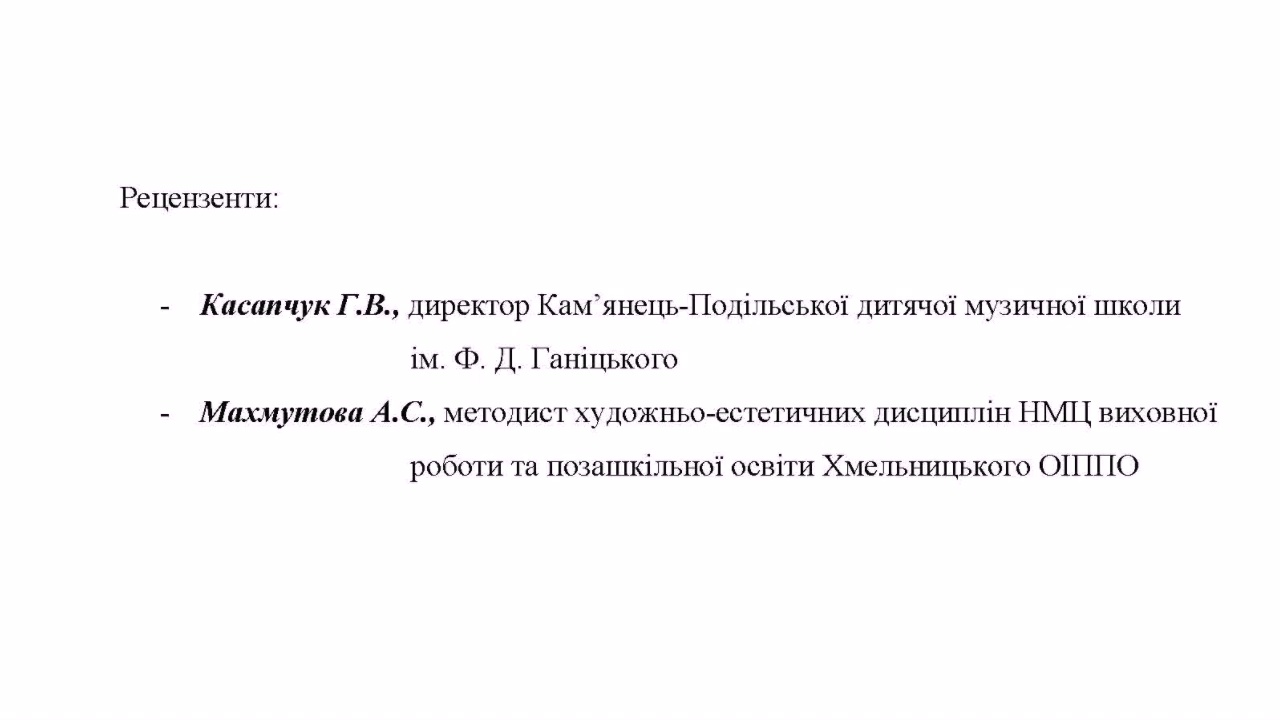 Рецензенти:
- Касапчук Г.В., директор Кам’янець-Подільської дитячої музичної школи
ім. Ф. Д. Ганіцького
- Махмутова А.С., методист художньо-естетичних дисциплін НМЦ виховної
роботи та позашкільної освіти Хмельницького ОІППО